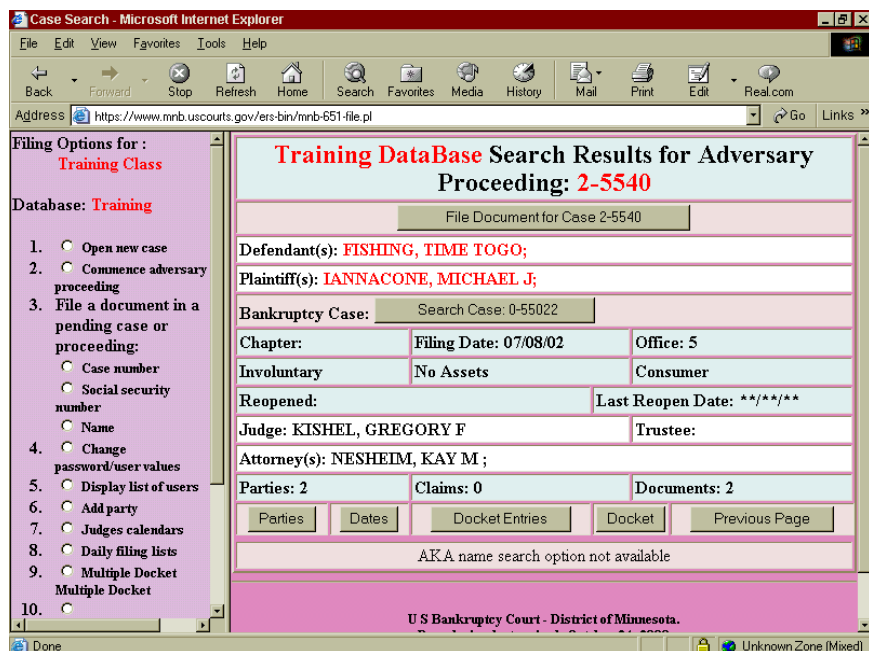 Case Search - Microsoft Internet Explorer
File Edit View Favorites Tools Help
Back Forward Stop Refresh Home Search Favorites Media History Mail Print Edit Real.com
Address https://www.mnb.uscourts.gov/ers-bin/mnb-651-file.pl Go Links »
Filing Options for :
Training Class
Database: Training
1. Open new case
2. Commence adversary
proceeding
3. File a document in a
pending case or
proceeding:
Case number
Social security
number
Name
4. Change
password/user values
5. Display list of users
6. Add party
7. Judges calendars
8. Daily filing lists
9. Multiple Docket
Multiple Docket
10.
Training DataBase Search Results for Adversary
Proceeding: 2-5540
File Document for Case 2-5540
Defendant(s): FISHING, TIME TOGO;
Plaintiff(s): IANNACONE, MICHAEL J;
Bankruptcy Case: Search Case: 0-55022
Chapter: Filing Date: 07/08/02 Office: 5
Involuntary No Assets Consumer
Reopened: Last Reopen Date: **/**/**
Judge: KISHEL, GREGORY F Trustee:
Attorney(s): NESHEIM, KAY M ;
Parties: 2 Claims: 0 Documents: 2
Parties Dates Docket Entries Docket Previous Page
AKA name search option not available
U S Bankruptcy Court - District of Minnesota.
Done Unknown Zone (Mixed)